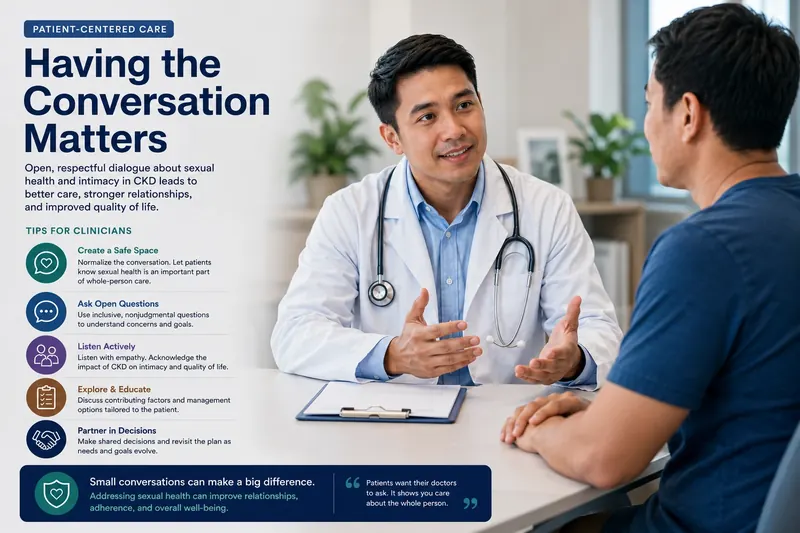 PATIENT-CENTERED CARE
Having the
Conversation
Matters
Open, respectful dialogue about sexual
health and intimacy in CKD leads to
better care, stronger relationships,
and improved quality of life.
TIPS FOR CLINICIANS
Create a Safe Space
Normalize the conversation. Let patients
know sexual health is an important part
of whole-person care.
Ask Open Questions
Use inclusive, nonjudgmental questions
to understand concerns and goals.
Listen Actively
Listen with empathy. Acknowledge the
impact of CKD on intimacy and quality of life.
Explore & Educate
Discuss contributing factors and management
options tailored to the patient.
Partner in Decisions
Make shared decisions and revisit the plan as
needs and goals evolve.
Small conversations can make a big difference.
Addressing sexual health can improve relationships,
adherence, and overall well-being.
“ Patients want their doctors
to ask. It shows you care
about the whole person. ”